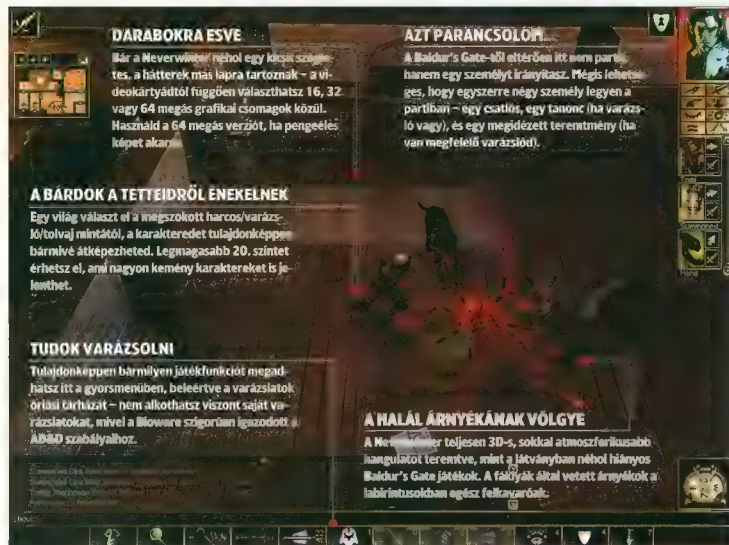 DARABOKRA ESVE
Bár a Neverwinter néhol egy kicsit szöge-
tes, a hátterek más lapra tartoznak – a vi-
deokártyádtól függően választhatsz 16, 32
vagy 64 megás grafikai csomagok közül.
Használd a 64 megás verziót, ha pengeéles
képet akarsz.
AZT PARANCSOLOM...
A Baldur's Gate-től eltérően itt nem partit,
hanem egy személyt irányítasz. Mégis lehetsé-
ges, hogy egyszerre négy személy legyen a
partiban – egy csatlós, egy tanonc (ha varázs-
ló vagy), és egy megidézett teremtmény (ha
van megfelelő varázslód).
A BÁRDOK A TETTEIDRŐL ÉNEKELNEK
Egy világ választ el a megszokott harcos/varázs-
ló/tolvaj mintától, a karakteredet tulajdonképpen
bármivé átképezheted. Legmagasabb 20. szintet
érhetsz el, ami nagyon kemény karaktereket is je-
lenthet.
TUDOK VARÁZSOLNI
Tulajdonképpen bármilyen játékfunkciót megad-
hatsz itt a gyorsmenüben, beleértve a varázslatok
óriási tárházát – nem alkothatsz viszont saját va-
rázslatokat, mivel a Bioware szigorúan igazodott a
AD&D szabályaihoz.
A HALÁL ÁRNYÉKÁNAK VÖLGYE
A Neverwinter teljesen 3D-s, sokkal atmoszferikusabb
hangulatot teremtve, mint a látványban néhol hiányos
Baldur's Gate játékok. A fáklyák által vetett árnyékok a
labirintusokban egész felkavaróak.